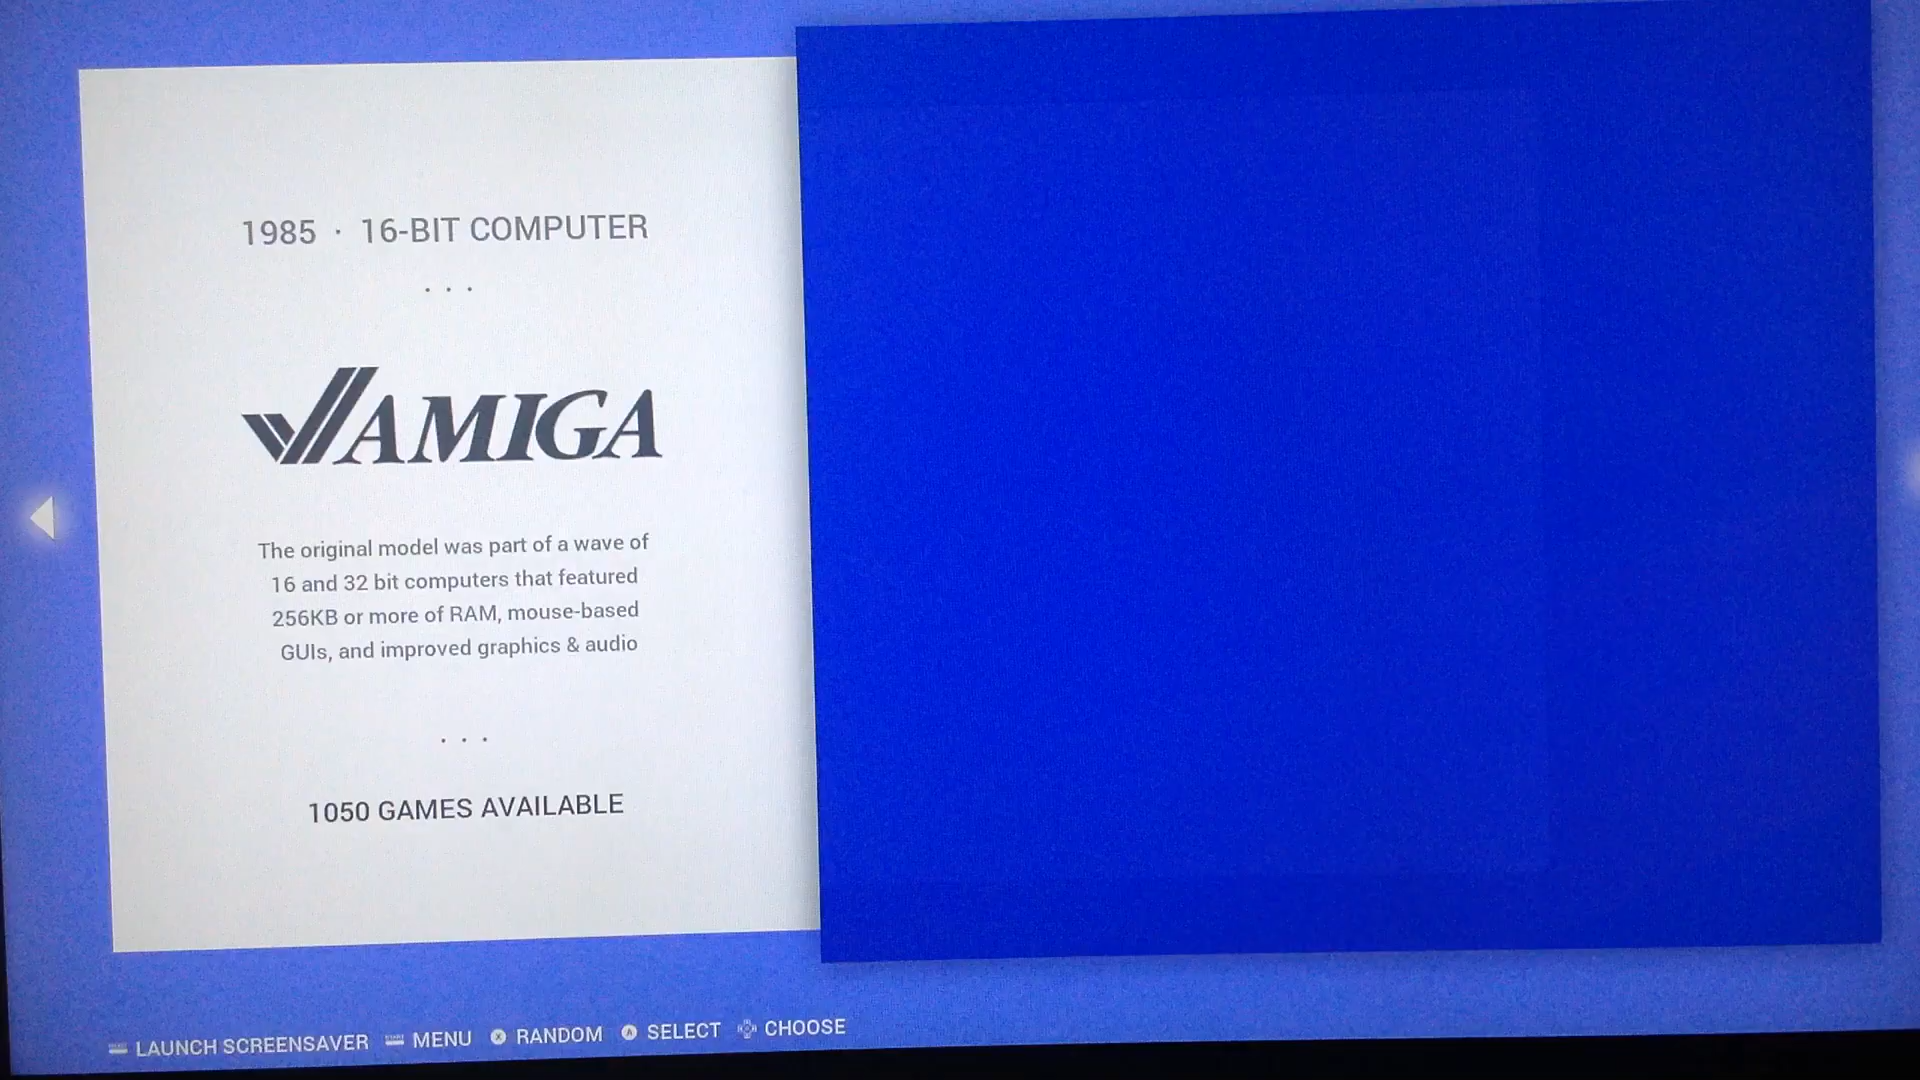 1985 · 16-BIT COMPUTER
. . .
AMIGA
The original model was part of a wave of
16 and 32 bit computers that featured
256KB or more of RAM, mouse-based
GUIs, and improved graphics & audio
. . .
1050 GAMES AVAILABLE
LAUNCH SCREENSAVER MENU X RANDOM A SELECT CHOOSE